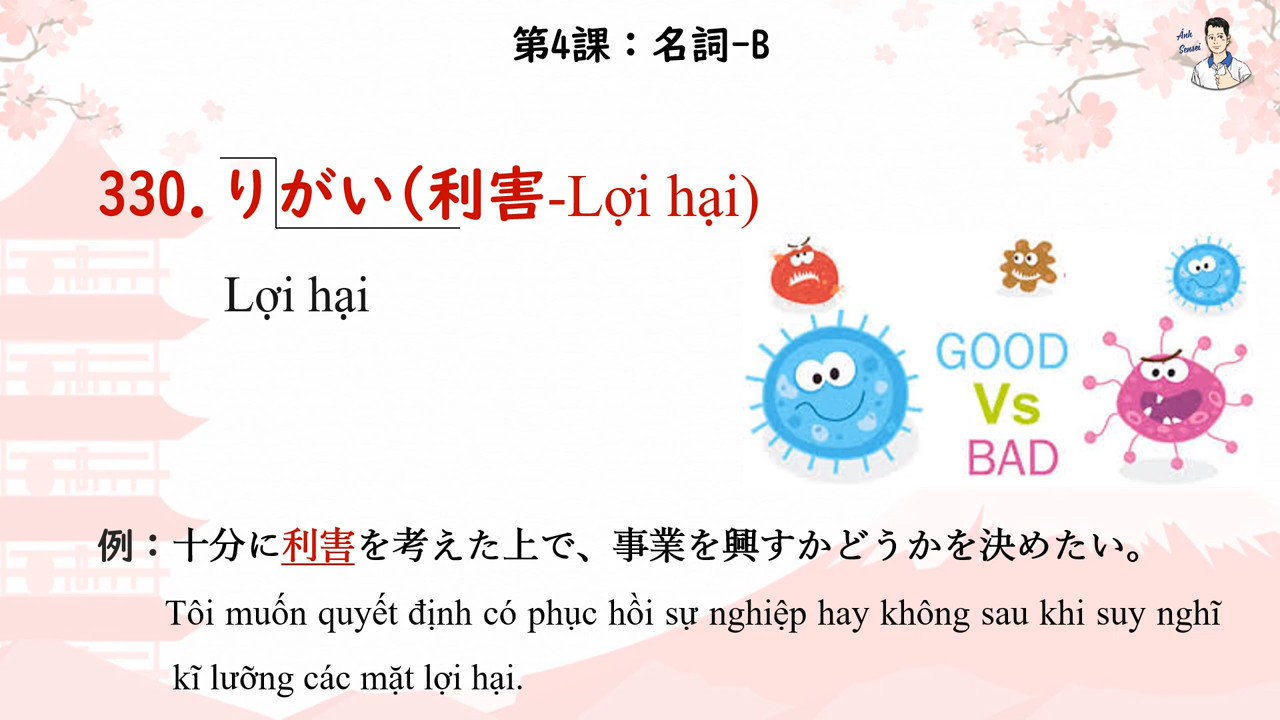 第4課：名詞-B
Anh
Sensei
330. りがい(利害-Lợi hại)
Lợi hại
GOOD
Vs
BAD
例：十分に利害を考えた上で、事業を興すかどうかを決めたい。
Tôi muốn quyết định có phục hồi sự nghiệp hay không sau khi suy nghĩ
kĩ lưỡng các mặt lợi hại.